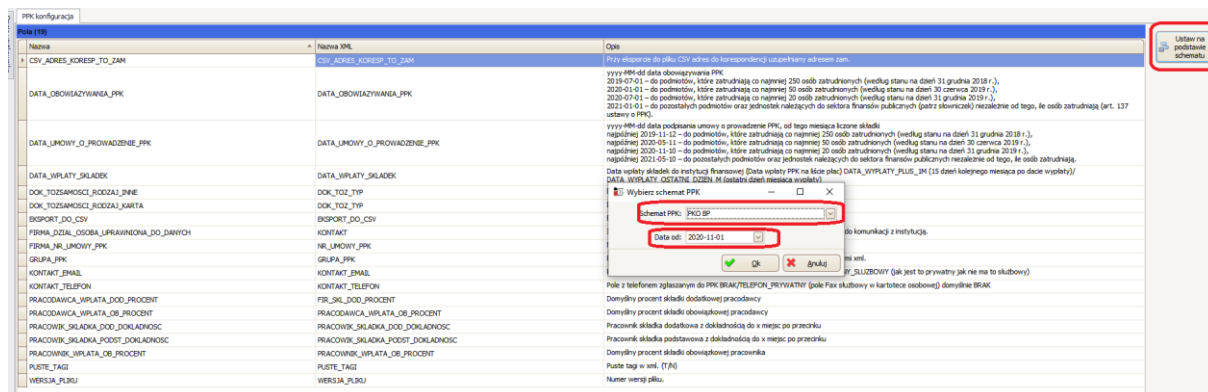 PPK konfiguracja
Pola (19)
Nazwa Nazwa XML Opis
CSV_ADRES_KORESP_TO_ZAM CSV_ADRES_KORESP_TO_ZAM Przy eksporcie do pliku CSV adres do korespondencji uzupełniany adresem zam.
DATA_OBOWIAZYWANIA_PPK DATA_OBOWIAZYWANIA_PPK yyyy-MM-dd data obowiązywania PPK
2019-07-01 – do podmiotów, które zatrudniają co najmniej 250 osób zatrudnionych (według stanu na dzień 31 grudnia 2018 r.),
2020-01-01 – do podmiotów, które zatrudniają co najmniej 50 osób zatrudnionych (według stanu na dzień 30 czerwca 2019 r.),
2020-07-01 – do podmiotów, które zatrudniają co najmniej 20 osób zatrudnionych (według stanu na dzień 31 grudnia 2019 r.),
2021-01-01 – do pozostałych podmiotów oraz jednostek należących do sektora finansów publicznych (patrz słowniczek) niezależnie od tego, ile osób zatrudniają (art. 137
ustawy o PPK).
DATA_UMOWY_O_PROWADZENIE_PPK DATA_UMOWY_O_PROWADZENIE_PPK yyyy-MM-dd data podpisania umowy o prowadzenie PPK, od tego miesiąca liczone składki
najpóźniej 2019-11-12 – do podmiotów, które zatrudniają co najmniej 250 osób zatrudnionych (według stanu na dzień 31 grudnia 2018 r.),
najpóźniej 2020-05-11 – do podmiotów, które zatrudniają co najmniej 50 osób zatrudnionych (według stanu na dzień 30 czerwca 2019 r.),
najpóźniej 2020-11-10 – do podmiotów, które zatrudniają co najmniej 20 osób zatrudnionych (według stanu na dzień 31 grudnia 2019 r.),
najpóźniej 2021-05-10 – do pozostałych podmiotów oraz jednostek należących do sektora finansów publicznych niezależnie od tego, ile osób zatrudniają.
DATA_WPLATY_SKLADEK DATA_WPLATY_SKLADEK Data wpłaty składek do instytucji finansowej (Data wpłaty PPK na liście płac) DATA_WYPLATY_PLUS_1M (15 dzień kolejnego miesiąca po dacie wypłaty)/
DATA_WYPLATY_OSTATNI_DZIEN_M (ostatni dzień miesiąca wypłaty)
DOK_TOZSAMOSCI_RODZAJ_INNE DOK_TOZ_TYP
DOK_TOZSAMOSCI_RODZAJ_KARTA DOK_TOZ_TYP
EKSPORT_DO_CSV EKSPORT_DO_CSV
FIRMA_DZIAL_OSOBA_UPRAWNIONA_DO_DANYCH KONTAKT do komunikacji z instytucją.
FIRMA_NR_UMOWY_PPK NR_UMOWY_PPK
GRUPA_PPK GRUPA_PPK mi xml.
KONTAKT_EMAIL KONTAKT_EMAIL NY_SLUZBOWY (jak jest to prywatny jak nie ma to służbowy)
KONTAKT_TELEFON KONTAKT_TELEFON Pole z telefonem zgłaszanym do PPK BRAK/TELEFON_PRYWATNY (pole Fax służbowy w kartotece osobowej) domyślnie BRAK
PRACODAWCA_WPLATA_DOD_PROCENT FIR_SKL_DOD_PROCENT Domyślny procent składki dodatkowej pracodawcy
PRACODAWCA_WPLATA_OB_PROCENT PRACODAWCA_WPLATA_OB_PROCENT Domyślny procent składki obowiązkowej pracodawcy
PRACOWIK_SKLADKA_DOD_DOKLADNOSC PRACOWIK_SKLADKA_DOD_DOKLADNOSC Pracownik składka dodatkowa z dokładnością do x miejsc po przecinku
PRACOWIK_SKLADKA_PODST_DOKLADNOSC PRACOWIK_SKLADKA_PODST_DOKLADNOSC Pracownik składka podstawowa z dokładnością do x miejsc po przecinku
PRACOWNIK_WPLATA_OB_PROCENT PRACOWNIK_WPLATA_OB_PROCENT Domyślny procent składki obowiązkowej pracownika
PUSTE_TAGI PUSTE_TAGI Puste tagi w xml. (T/N)
WERSJA_PLIKU WERSJA_PLIKU Numer wersji pliku.
Wybierz schemat PPK
Schemat PPK: PKO BP
Data od: 2020-11-01
Ok Anuluj
Ustaw na
podstawie
schematu